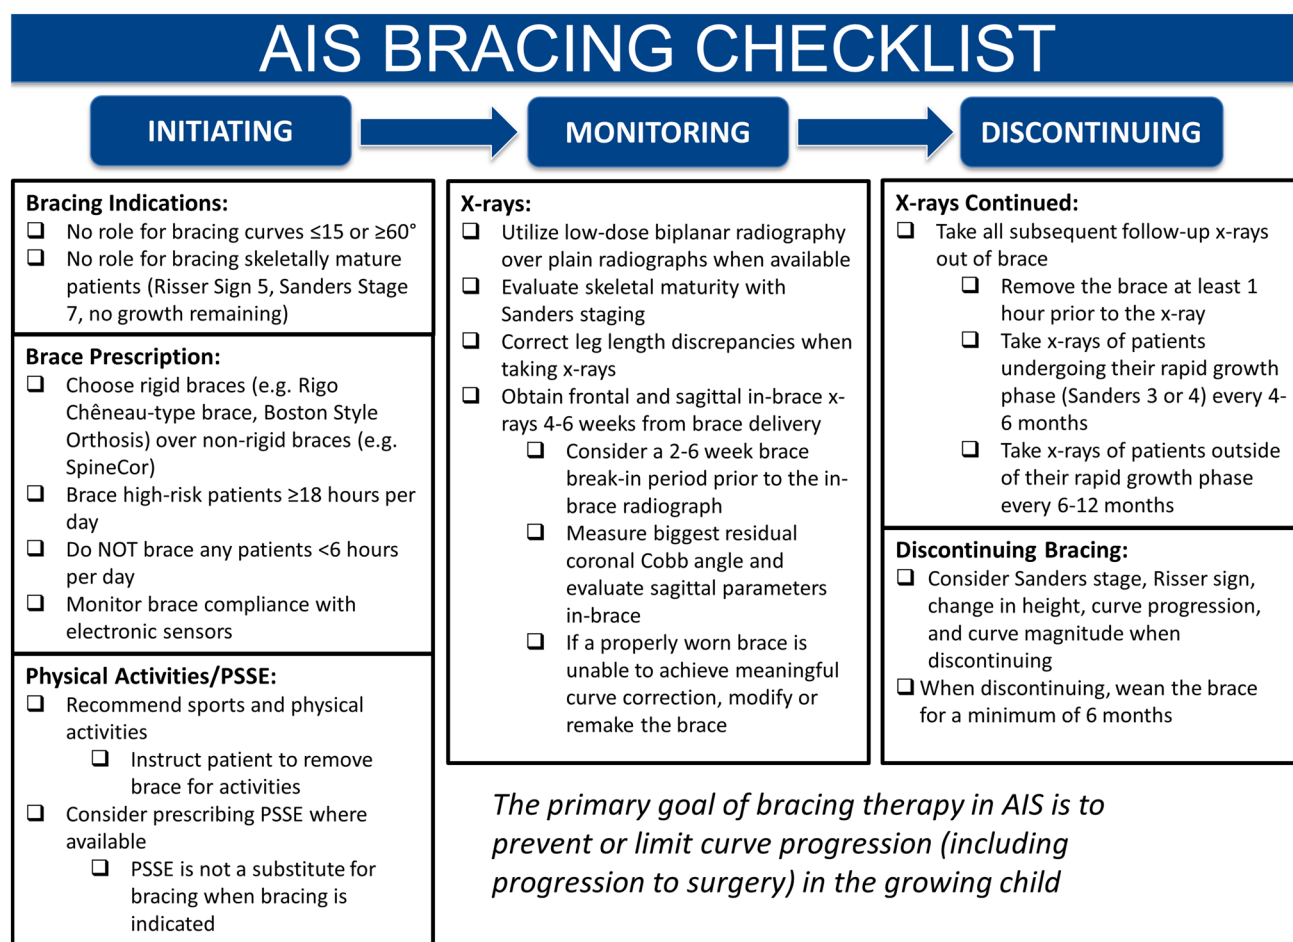 AIS BRACING CHECKLIST
INITIATING
MONITORING
DISCONTINUING
Bracing Indications:
❑ No role for bracing curves ≤15 or ≥60°
❑ No role for bracing skeletally mature
patients (Risser Sign 5, Sanders Stage
7, no growth remaining)
Brace Prescription:
❑ Choose rigid braces (e.g. Rigo
Chêneau-type brace, Boston Style
Orthosis) over non-rigid braces (e.g.
SpineCor)
❑ Brace high-risk patients ≥18 hours per
day
❑ Do NOT brace any patients <6 hours
per day
❑ Monitor brace compliance with
electronic sensors
Physical Activities/PSSE:
❑ Recommend sports and physical
activities
❑ Instruct patient to remove
brace for activities
❑ Consider prescribing PSSE where
available
❑ PSSE is not a substitute for
bracing when bracing is
indicated
X-rays:
❑ Utilize low-dose biplanar radiography
over plain radiographs when available
❑ Evaluate skeletal maturity with
Sanders staging
❑ Correct leg length discrepancies when
taking x-rays
❑ Obtain frontal and sagittal in-brace x-
rays 4-6 weeks from brace delivery
❑ Consider a 2-6 week brace
break-in period prior to the in-
brace radiograph
❑ Measure biggest residual
coronal Cobb angle and
evaluate sagittal parameters
in-brace
❑ If a properly worn brace is
unable to achieve meaningful
curve correction, modify or
remake the brace
X-rays Continued:
❑ Take all subsequent follow-up x-rays
out of brace
❑ Remove the brace at least 1
hour prior to the x-ray
❑ Take x-rays of patients
undergoing their rapid growth
phase (Sanders 3 or 4) every 4-
6 months
❑ Take x-rays of patients outside
of their rapid growth phase
every 6-12 months
Discontinuing Bracing:
❑ Consider Sanders stage, Risser sign,
change in height, curve progression,
and curve magnitude when
discontinuing
❑ When discontinuing, wean the brace
for a minimum of 6 months
The primary goal of bracing therapy in AIS is to
prevent or limit curve progression (including
progression to surgery) in the growing child